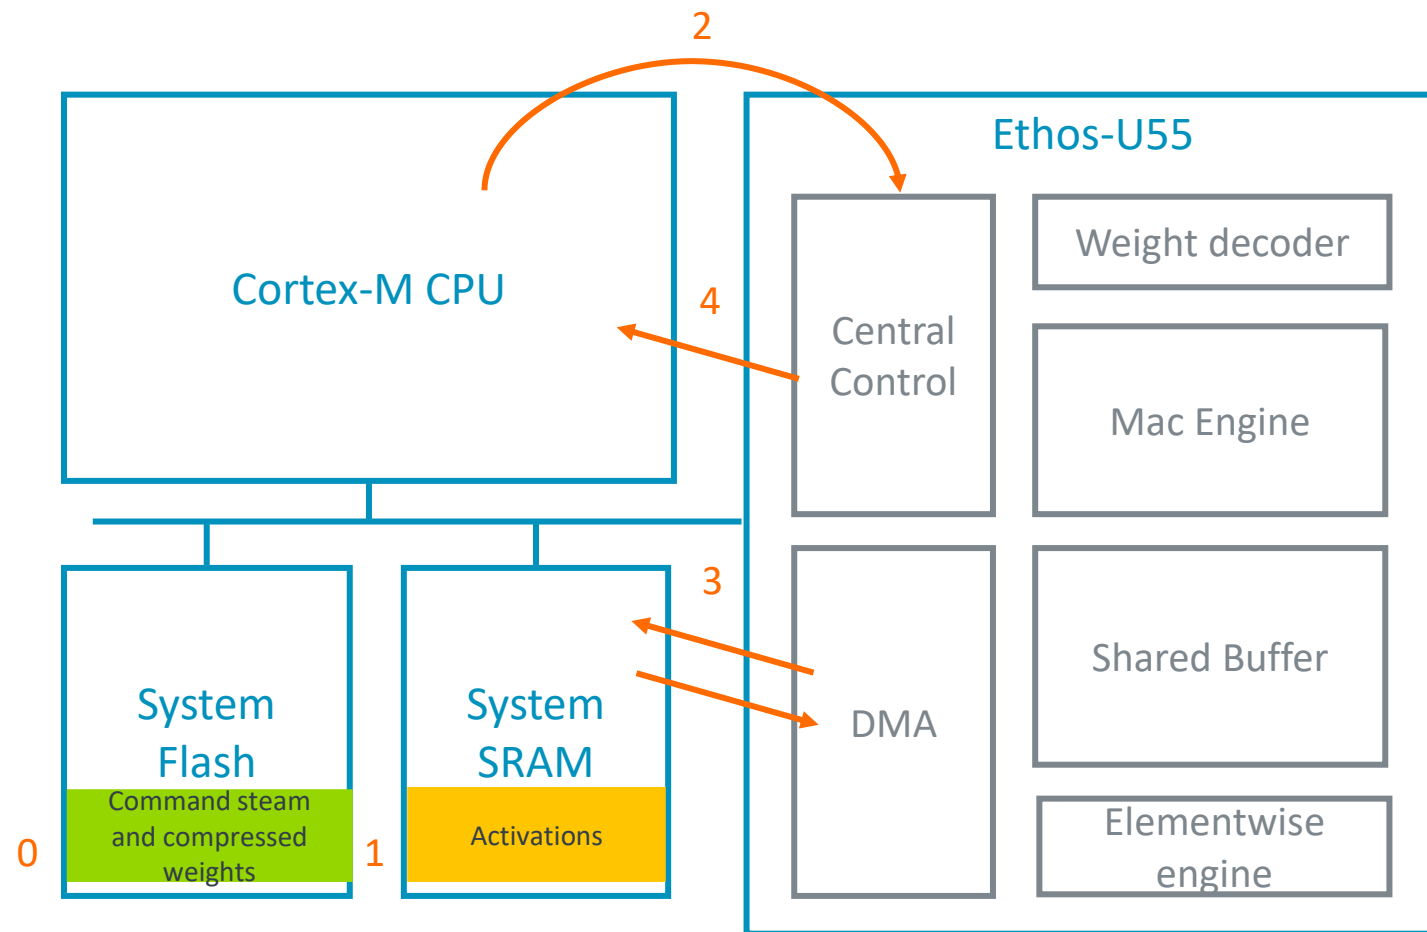 2
Ethos-U55
Cortex-M CPU
4
Central
Control
Weight decoder
Mac Engine
3
System
Flash
Command steam
and compressed
weights
0
System
SRAM
Activations
1
DMA
Shared Buffer
Elementwise
engine